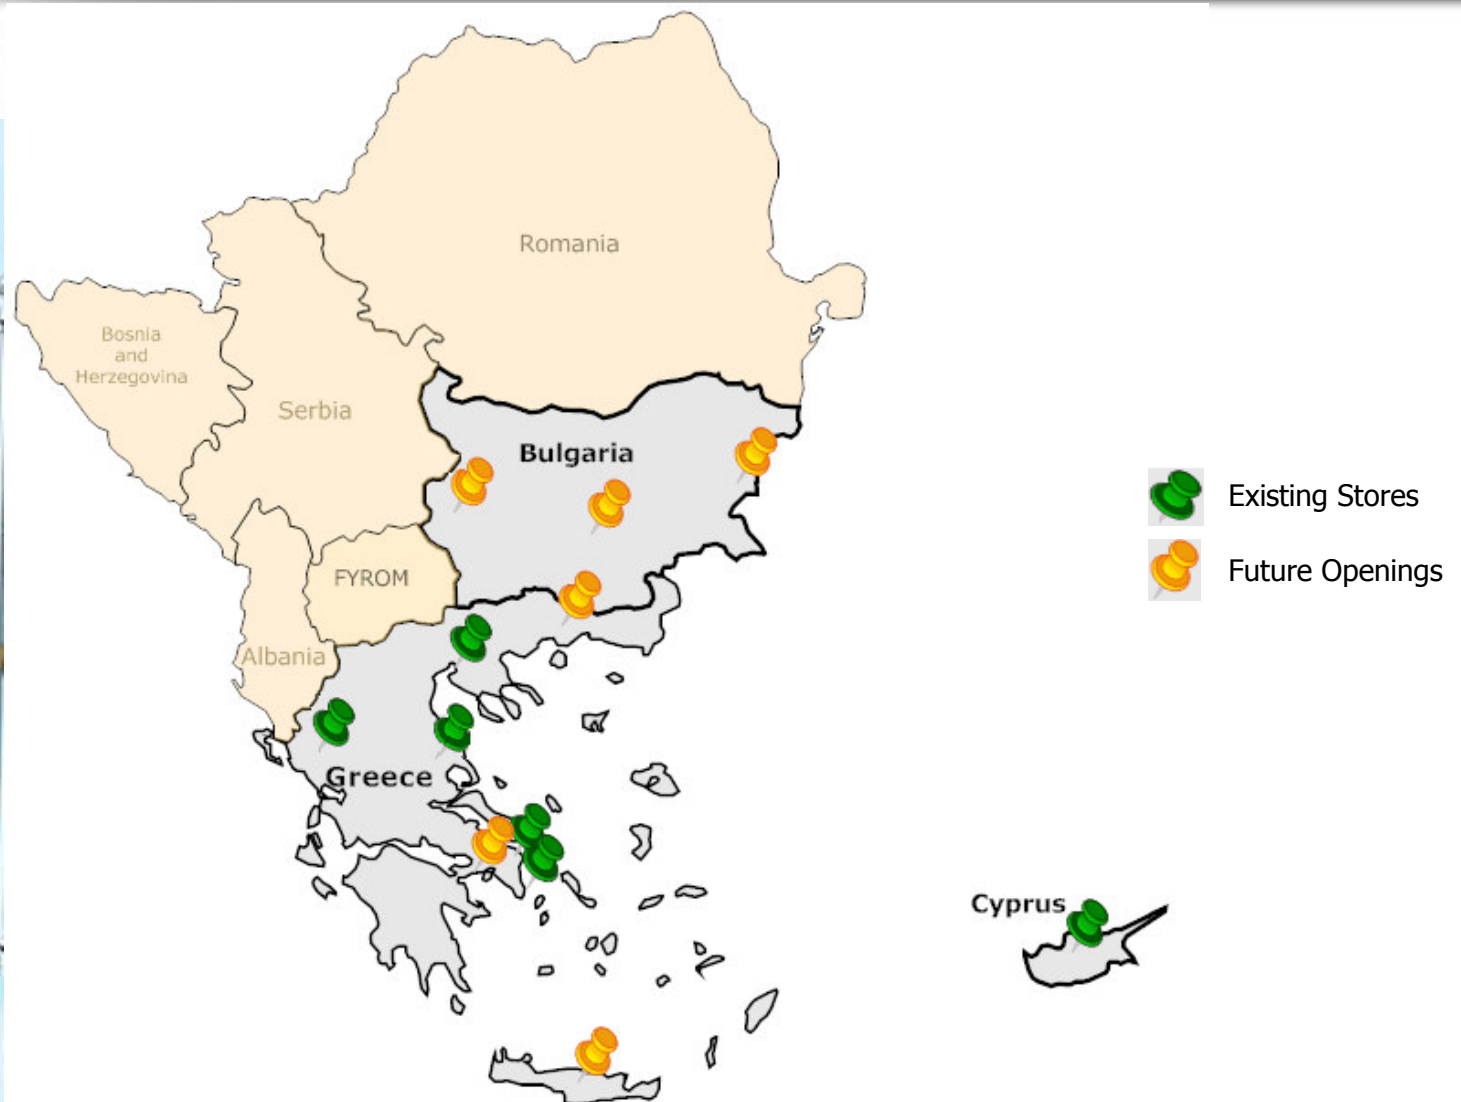 Romania
Bosnia
and
Herzegovina
Serbia
Bulgaria
Existing Stores
FYROM
Future Openings
Albania
Greece
Cyprus